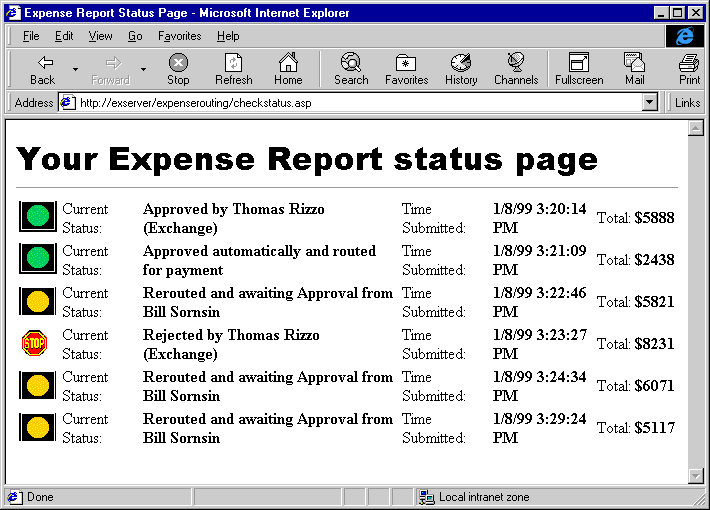 Expense Report Status Page - Microsoft Internet Explorer
File Edit View Go Favorites Help
Back Forward Stop Refresh Home Search Favorites History Channels Fullscreen Mail Print
Address http://exserver/expenserouting/checkstatus.asp Links
Your Expense Report status page
Current Approved by Thomas Rizzo Time 1/8/99 3:20:14 Total: $5888
Status: (Exchange) Submitted: PM
Current Approved automatically and routed Time 1/8/99 3:21:09 Total: $2438
Status: for payment Submitted: PM
Current Rerouted and awaiting Approval from Time 1/8/99 3:22:46 Total: $5821
Status: Bill Sornsin Submitted: PM
STOP Current Rejected by Thomas Rizzo Time 1/8/99 3:23:27 Total: $8231
Status: (Exchange) Submitted: PM
Current Rerouted and awaiting Approval from Time 1/8/99 3:24:34 Total: $6071
Status: Bill Sornsin Submitted: PM
Current Rerouted and awaiting Approval from Time 1/8/99 3:29:24 Total: $5117
Status: Bill Sornsin Submitted: PM
Done Local intranet zone